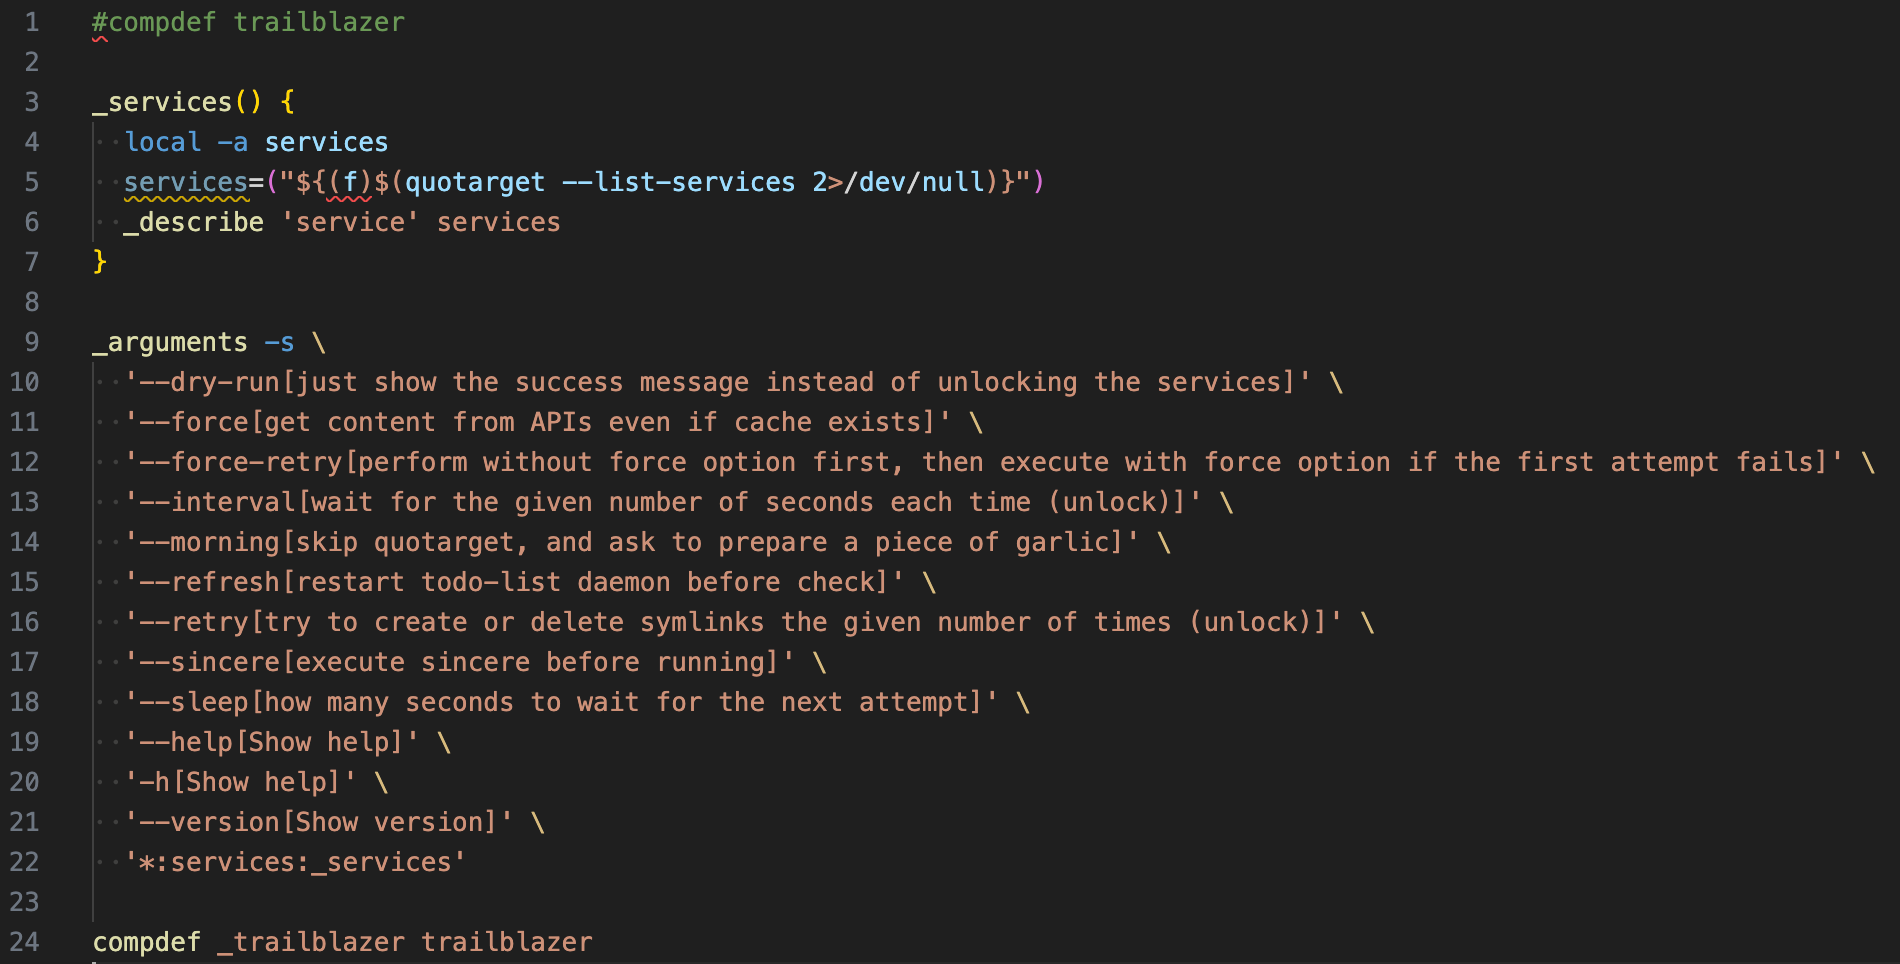 1 #compdef trailblazer
2
3 _services() {
4   local -a services
5   services=("${(f)$(quotarget --list-services 2>/dev/null)}")
6   _describe 'service' services
7 }
8
9 _arguments -s \
10   '--dry-run[just show the success message instead of unlocking the services]' \
11   '--force[get content from APIs even if cache exists]' \
12   '--force-retry[perform without force option first, then execute with force option if the first attempt fails]' \
13   '--interval[wait for the given number of seconds each time (unlock)]' \
14   '--morning[skip quotarget, and ask to prepare a piece of garlic]' \
15   '--refresh[restart todo-list daemon before check]' \
16   '--retry[try to create or delete symlinks the given number of times (unlock)]' \
17   '--sincere[execute sincere before running]' \
18   '--sleep[how many seconds to wait for the next attempt]' \
19   '--help[Show help]' \
20   '-h[Show help]' \
21   '--version[Show version]' \
22   '*:services:_services'
23
24 compdef _trailblazer trailblazer